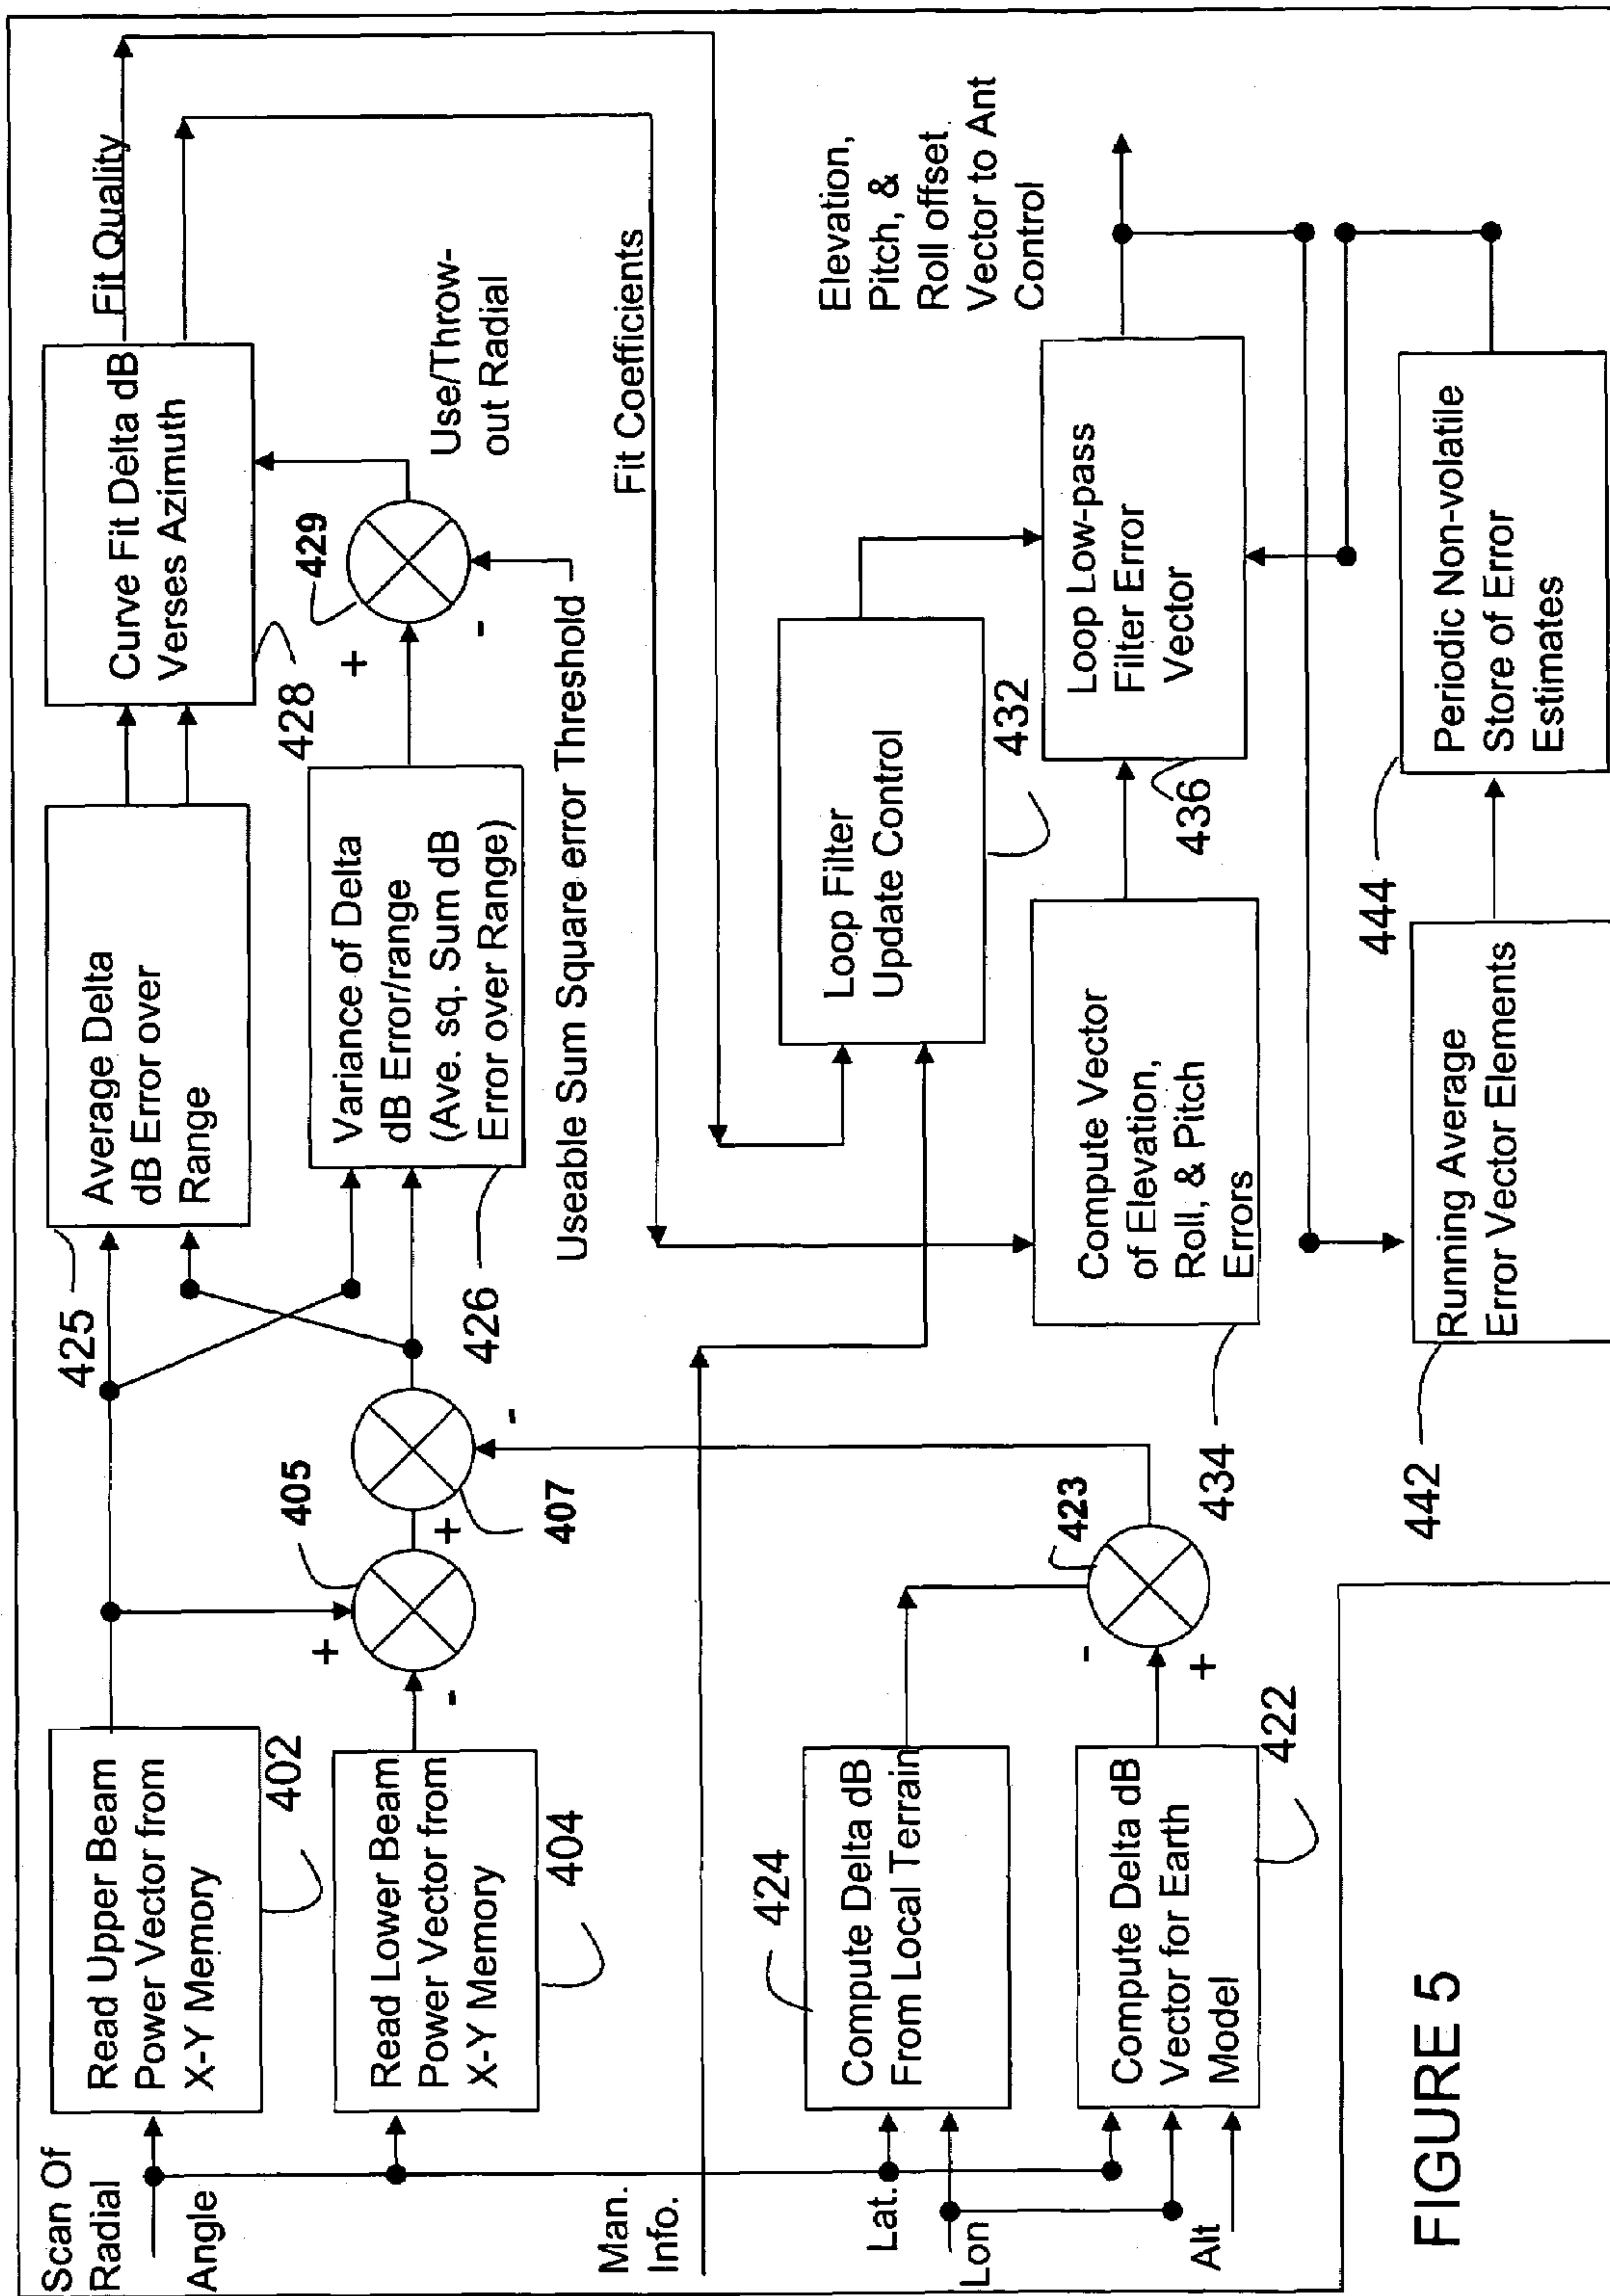 Scan Of
Radial
Angle
Read Upper Beam
Power Vector from
X-Y Memory
402
Read Lower Beam
Power Vector from
X-Y Memory
404
+
-
405
+
-
407
425
Average Delta
dB Error over
Range
Variance of Delta
dB Error/range
(Ave. sq. Sum dB
Error over Range)
426
Useable Sum Square error Threshold
+
-
429
Use/Throw-
out Radial
Curve Fit Delta dB
Verses Azimuth
428
Fit Quality
Fit Coefficients
Man.
Info.
Lat.
Lon
Alt
424
Compute Delta dB
From Local Terrain
Compute Delta dB
Vector for Earth
Model
422
-
+
423
Loop Filter
Update Control
432
Compute Vector
of Elevation,
Roll, & Pitch
Errors
434
Loop Low-pass
Filter Error
Vector
436
Elevation,
Pitch, &
Roll offset
Vector to Ant
Control
Running Average
Error Vector Elements
442
Periodic Non-volatile
Store of Error
Estimates
444
FIGURE 5